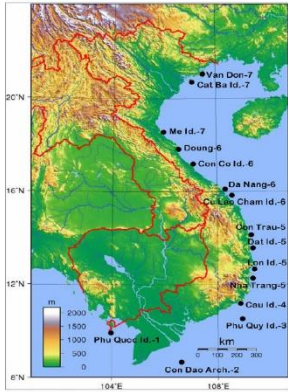 Van Don-7
Cat Ba Id.-7
20°N
Me Id.-7
Doung-6
Con Co Id.-6
16°N
Da Nang-6
Cu Lao Cham Id.-6
Con Trau-5
Dat Id.-5
12°N
Lon Id.-5
Nha Trang-5
m
2000
1500
1000
500
0
Cau Id.-4
Phu Quy Id.-3
Phu Quoc Id.-1
km
0 100 200 300
8°N
Con Dao Arch.-2
104°E
108°E